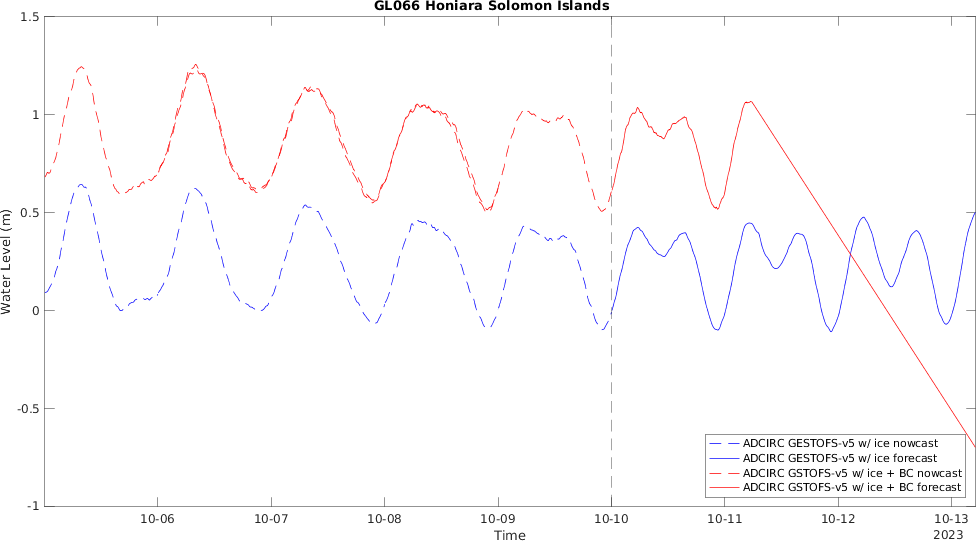 GL066 Honiara Solomon Islands
1.5
1
0.5
0
-0.5
-1
Water Level (m)
10-06 10-07 10-08 10-09 10-10 10-11 10-12 10-13
2023
Time
ADCIRC GESTOFS-v5 w/ ice nowcast
ADCIRC GESTOFS-v5 w/ ice forecast
ADCIRC GSTOFS-v5 w/ ice + BC nowcast
ADCIRC GSTOFS-v5 w/ ice + BC forecast